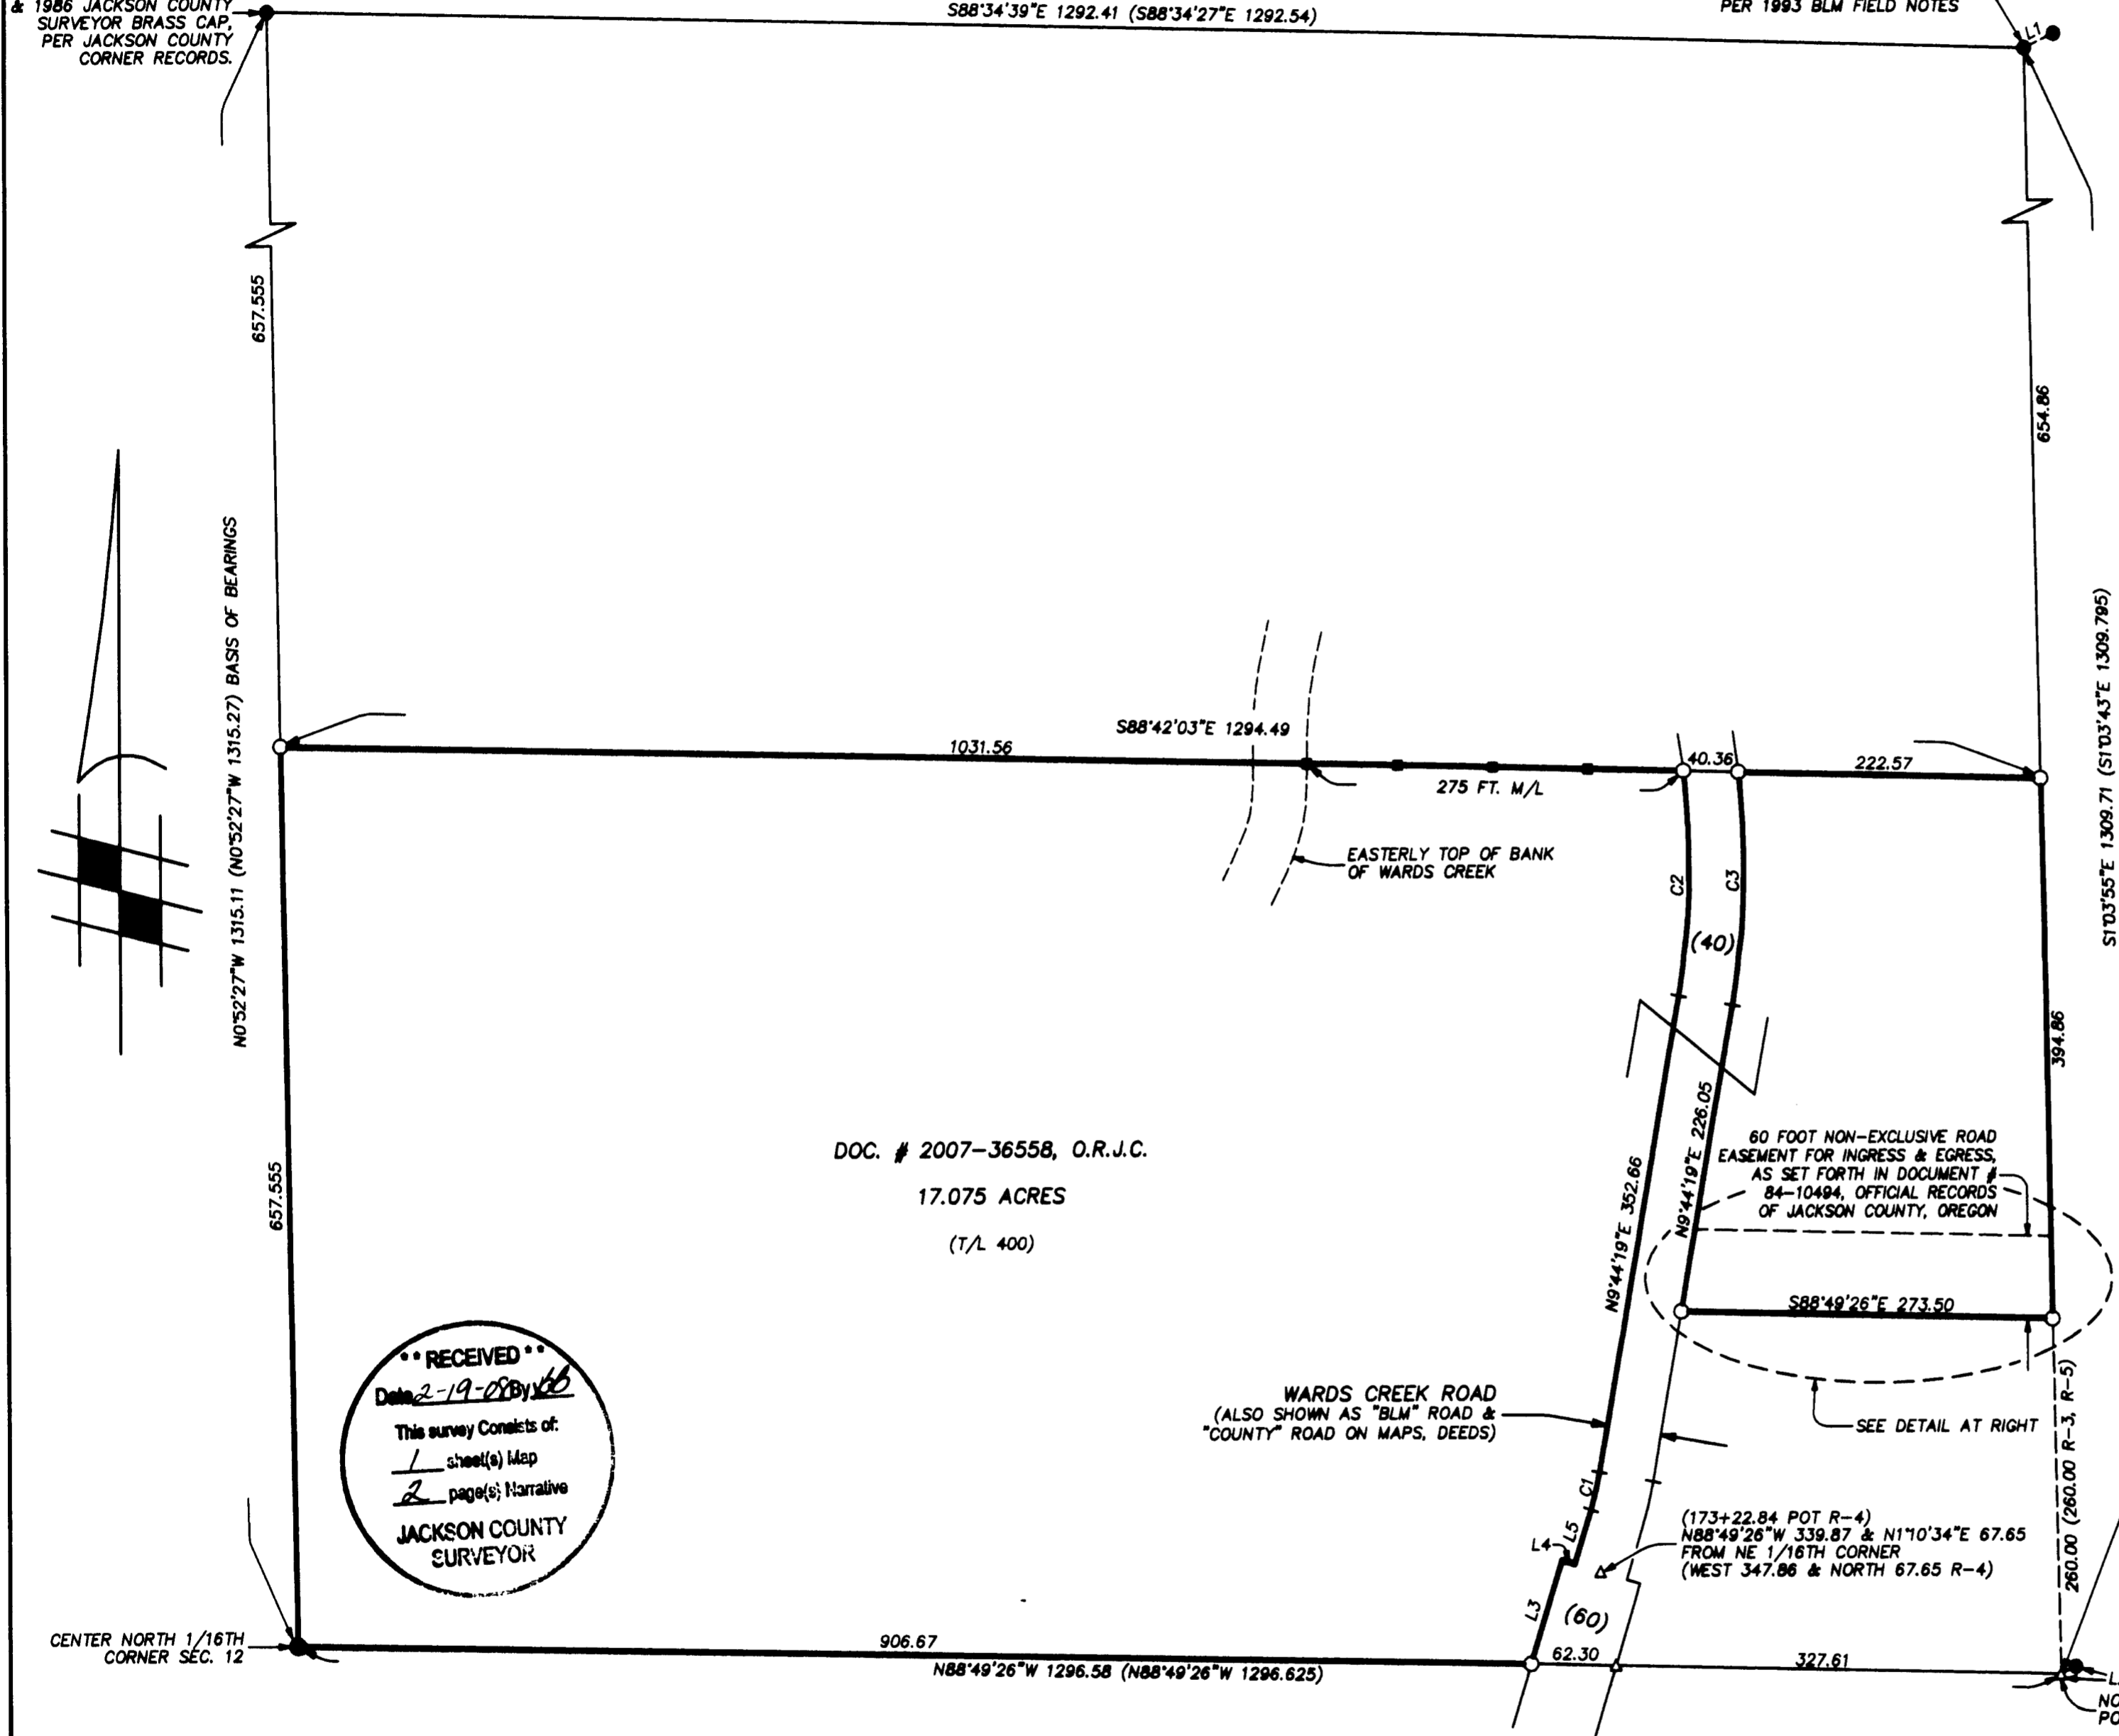 & 1986 JACKSON COUNTY
SURVEYOR BRASS CAP,
PER JACKSON COUNTY
CORNER RECORDS.
S88°34'39"E 1292.41 (S88°34'27"E 1292.54)
PER 1993 BLM FIELD NOTES
L1
657.555
654.86
N0°52'27"W 1315.11 (N0°52'27"W 1315.27) BASIS OF BEARINGS
S1°03'55"E 1309.71 (S1°03'43"E 1309.795)
S88°42'03"E 1294.49
1031.56
40.36
222.57
275 FT. M/L
EASTERLY TOP OF BANK
OF WARDS CREEK
C2
C3
(40)
394.86
N9°44'19"E 352.66
N9°44'19"E 226.05
60 FOOT NON-EXCLUSIVE ROAD
EASEMENT FOR INGRESS & EGRESS,
AS SET FORTH IN DOCUMENT #
84-10494, OFFICIAL RECORDS
OF JACKSON COUNTY, OREGON
DOC. # 2007-36558, O.R.J.C.
17.075 ACRES
(T/L 400)
657.555
S88°49'26"E 273.50
** RECEIVED **
Date 2-19-08 By
This survey Consists of:
1 sheet(s) Map
2 page(s) Narrative
JACKSON COUNTY
SURVEYOR
WARDS CREEK ROAD
(ALSO SHOWN AS "BLM" ROAD &
"COUNTY" ROAD ON MAPS, DEEDS)
SEE DETAIL AT RIGHT
260.00 (260.00 R-3, R-5)
C1
L5
L4
L3
(173+22.84 POT R-4)
N88°49'26"W 339.87 & N1°10'34"E 67.65
FROM NE 1/16TH CORNER
(WEST 347.86 & NORTH 67.65 R-4)
(60)
CENTER NORTH 1/16TH
CORNER SEC. 12
906.67
62.30
327.61
N88°49'26"W 1296.58 (N88°49'26"W 1296.625)